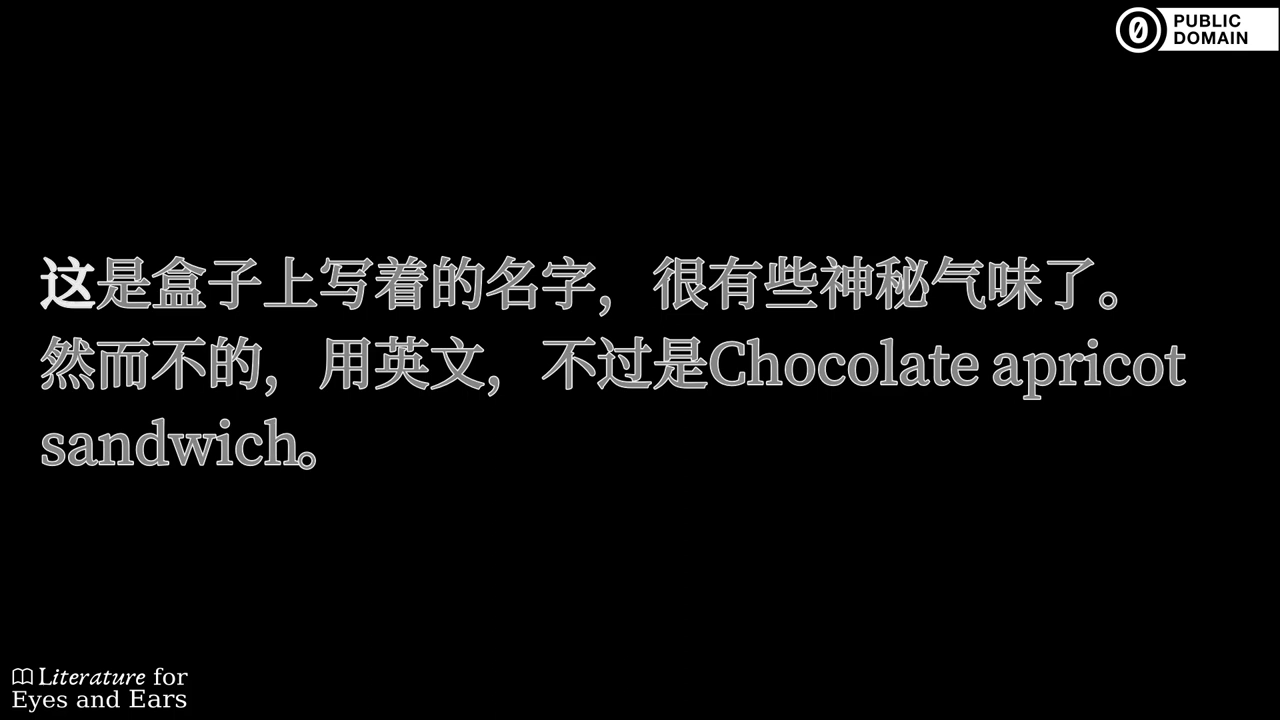 PUBLIC
DOMAIN
这是盒子上写着的名字，很有些神秘气味了。
然而不的，用英文，不过是Chocolate apricot
sandwich。
Literature for
Eyes and Ears